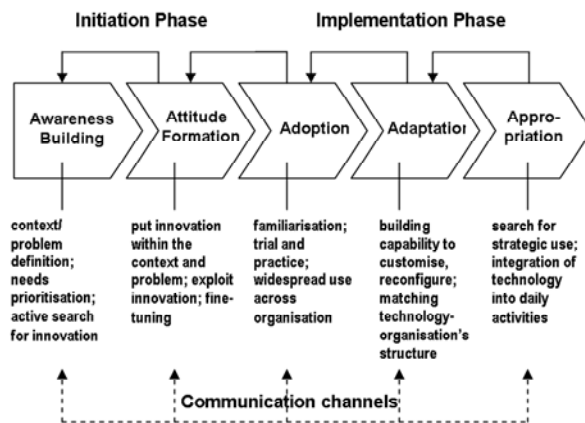 Initiation Phase
Implementation Phase
Awareness
Building
Attitude
Formation
Adoption
Adaptation
Appro-
priation
context/
problem
definition;
needs
prioritisation;
active search
for innovation
put innovation
within the
context and
problem; exploit
innovation; fine-
tuning
familiarisation;
trial and
practice;
widespread use
across
organisation
building
capability to
customise,
reconfigure;
matching
technology-
organisation's
structure
search for
strategic use;
integration of
technology
into daily
activities
Communication channels